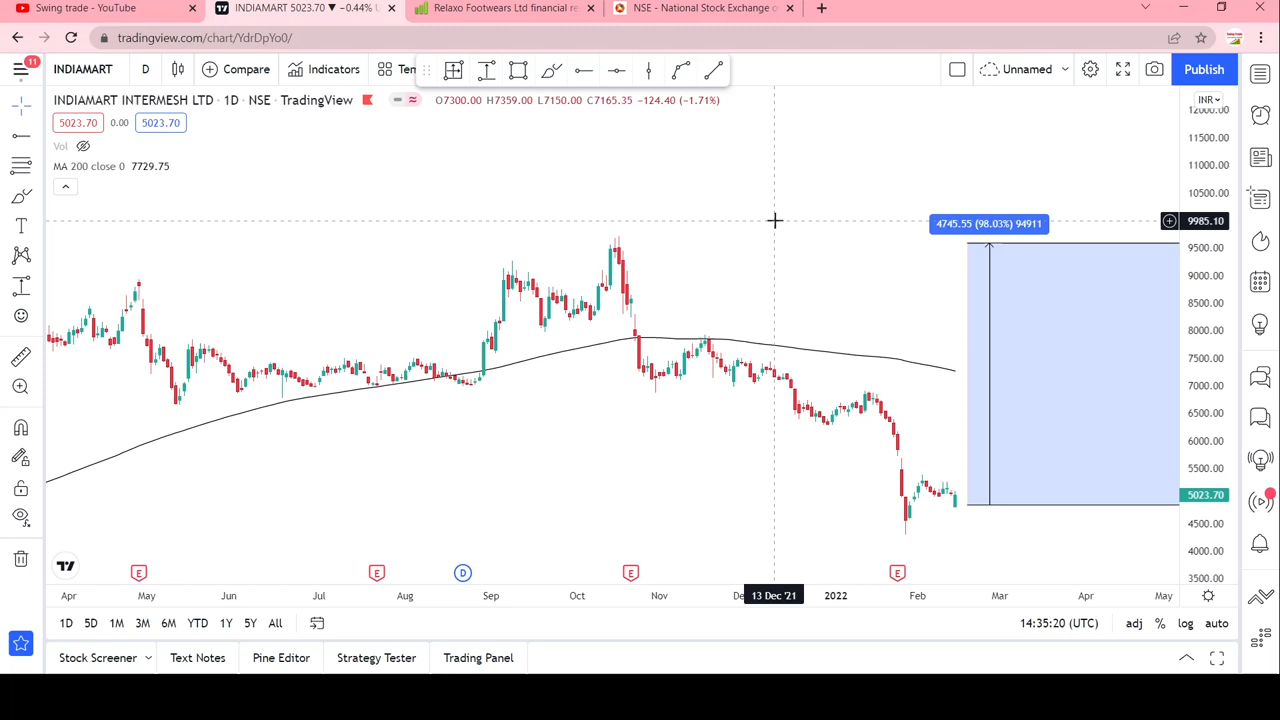 Swing trade - YouTube
INDIAMART 5023.70 ▼ −0.44% U
Relaxo Footwears Ltd financial re
NSE - National Stock Exchange o
tradingview.com/chart/YdrDpYo0/
11
INDIAMART
D
Compare
Indicators
Tem
Unnamed
Publish
INDIAMART INTERMESH LTD · 1D · NSE · TradingView
O7300.00 H7359.00 L7150.00 C7165.35 −124.40 (−1.71%)
INR
5023.70
0.00
5023.70
Vol
MA 200 close 0 7729.75
12000.00
11500.00
11000.00
10500.00
9985.10
9500.00
9000.00
8500.00
8000.00
7500.00
7000.00
6500.00
6000.00
5500.00
5023.70
4500.00
4000.00
3500.00
4745.55 (98.03%) 94911
E
E
D
E
E
Apr
May
Jun
Jul
Aug
Sep
Oct
Nov
De
13 Dec '21
2022
Feb
Mar
Apr
May
1D 5D 1M 3M 6M YTD 1Y 5Y All
14:35:20 (UTC)
adj % log auto
Stock Screener
Text Notes
Pine Editor
Strategy Tester
Trading Panel